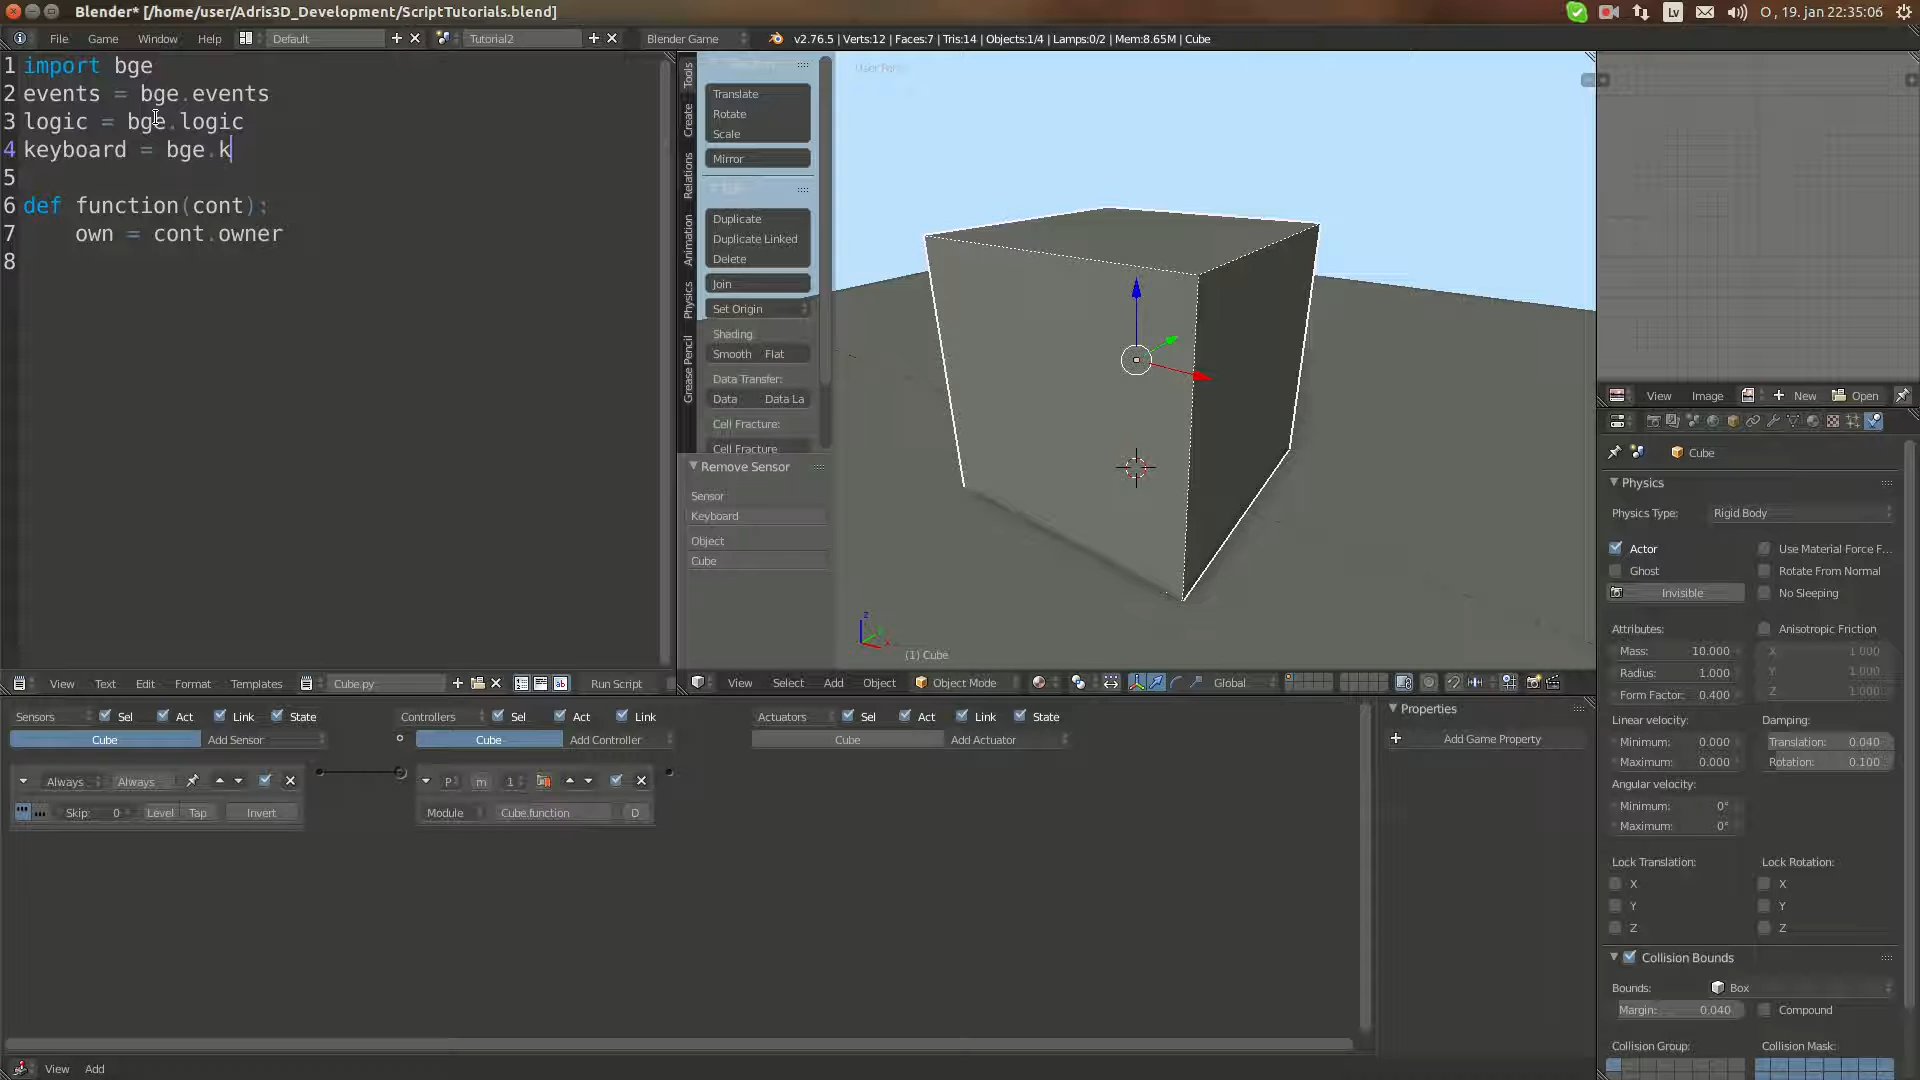 Blender* [/home/user/Adris3D_Development/ScriptTutorials.blend]
Lv
O , 19. jan 22:35:06
File Game Window Help
Default
Tutorial2
Blender Game
v2.76.5 | Verts:12 | Faces:7 | Tris:14 | Objects:1/4 | Lamps:0/2 | Mem:8.65M | Cube
1 import bge
2 events = bge.events
3 logic = bge.logic
4 keyboard = bge.k
5
6 def function(cont):
7 own = cont.owner
8
Tools
Create
Relations
Animation
Physics
Grease Pencil
Translate
Rotate
Scale
Mirror
Duplicate
Duplicate Linked
Delete
Join
Set Origin
Shading
Smooth Flat
Data Transfer:
Data Data La
Cell Fracture:
Cell Fracture
Remove Sensor
Sensor
Keyboard
Object
Cube
(1) Cube
View Text Edit Format Templates
Cube.py
Run Script
View Select Add Object
Object Mode
Global
View Image
New
Open
Cube
Physics
Physics Type: Rigid Body
Actor
Use Material Force F...
Ghost
Rotate From Normal
Invisible
No Sleeping
Attributes:
Anisotropic Friction
Mass: 10.000
X 1.000
Radius: 1.000
Y 1.000
Form Factor: 0.400
Z 1.000
Linear velocity:
Damping:
Minimum: 0.000
Translation: 0.040
Maximum: 0.000
Rotation: 0.100
Angular velocity:
Minimum: 0°
Maximum: 0°
Lock Translation:
Lock Rotation:
X X
Y Y
Z Z
Collision Bounds
Bounds: Box
Margin: 0.040
Compound
Collision Group:
Collision Mask:
Sensors Sel Act Link State
Controllers Sel Act Link
Actuators Sel Act Link State
Cube Add Sensor
Cube Add Controller
Cube Add Actuator
Always Always
P m 1
Skip: 0 Level Tap Invert
Module Cube.function D
Properties
Add Game Property
View Add